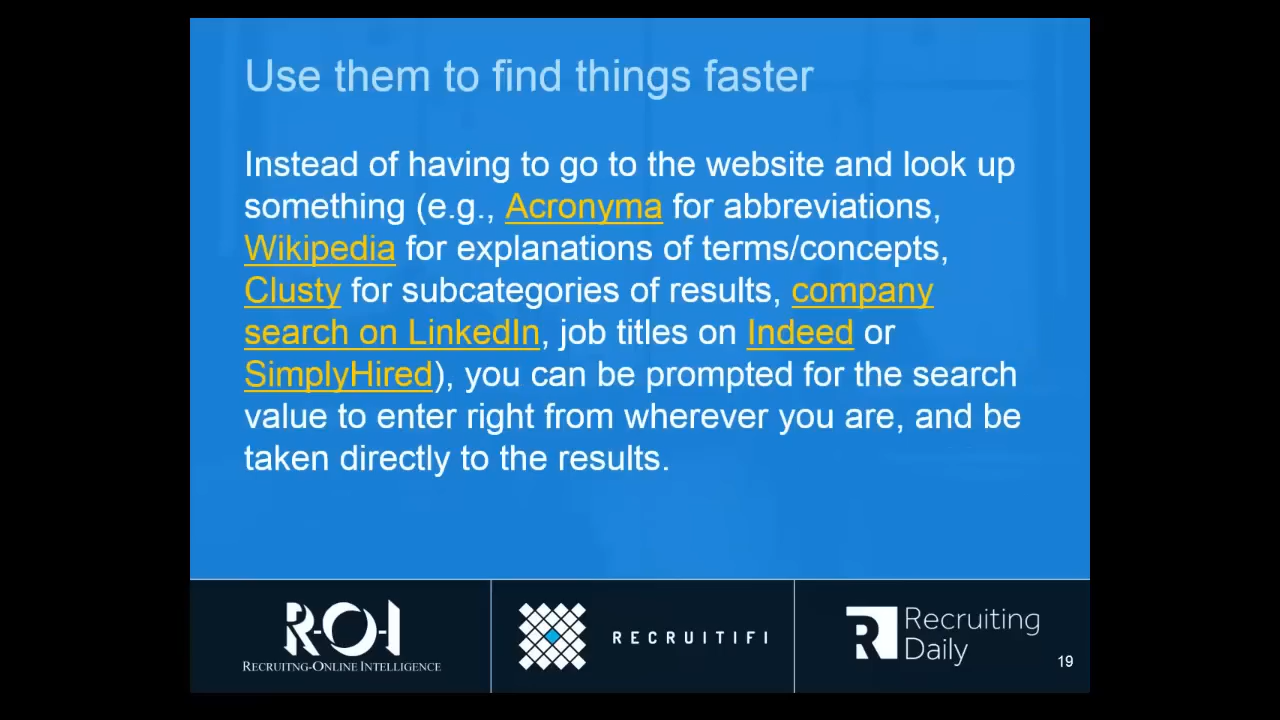 Use them to find things faster
Instead of having to go to the website and look up
something (e.g., Acronyma for abbreviations,
Wikipedia for explanations of terms/concepts,
Clusty for subcategories of results, company
search on LinkedIn, job titles on Indeed or
SimplyHired), you can be prompted for the search
value to enter right from wherever you are, and be
taken directly to the results.
R-O-I
RECRUITNG-ONLINE INTELLIGENCE
RECRUITIFI
R
Recruiting
Daily
19